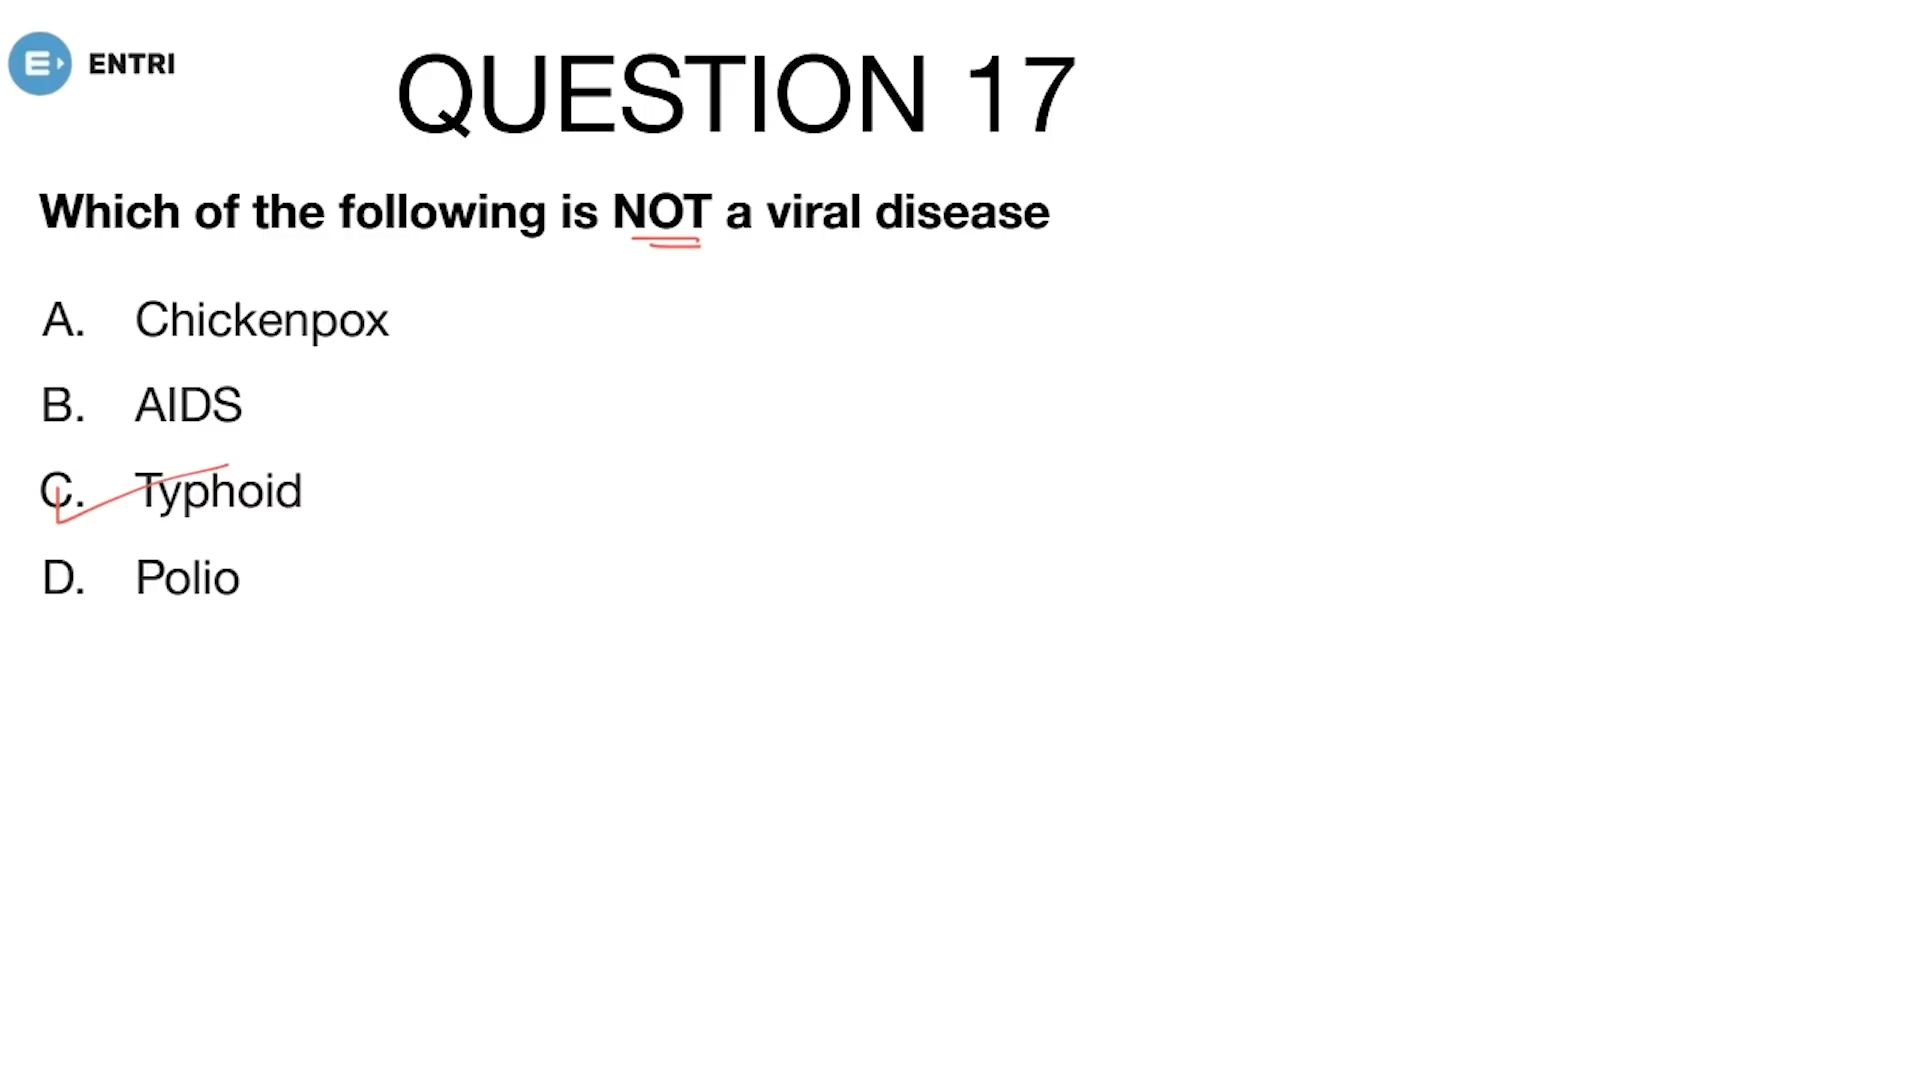 ENTRI
QUESTION 17
Which of the following is NOT a viral disease
A. Chickenpox
B. AIDS
C. Typhoid
D. Polio